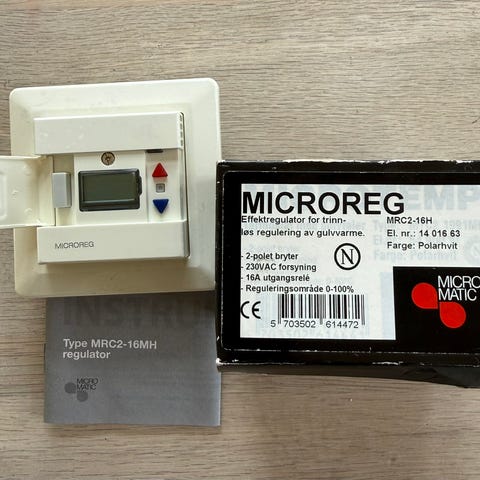 MICROREG
Type MRC2-16MH
regulator
MICRO
MATIC
MICROREG
Effektregulator for trinn-
løs regulering av gulvarme.
- 2-polet bryter
- 230VAC forsyning
- 16A utgangsrelé
- Reguleringsområde 0-100%
MRC2-16H
El. nr.: 14 016 63
Farge: Polarhvit
N
CE
5 703502 614472
MICRO
MATIC